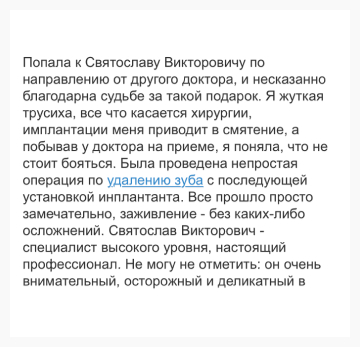 Попала к Святославу Викторовичу по
направлению от другого доктора, и несказанно
благодарна судьбе за такой подарок. Я жуткая
трусиха, все что касается хирургии,
имплантации меня приводит в смятение, а
побывав у доктора на приеме, я поняла, что не
стоит бояться. Была проведена непростая
операция по удалению зуба с последующей
установкой инплантанта. Все прошло просто
замечательно, заживление - без каких-либо
осложнений. Святослав Викторович -
специалист высокого уровня, настоящий
профессионал. Не могу не отметить: он очень
внимательный, осторожный и деликатный в